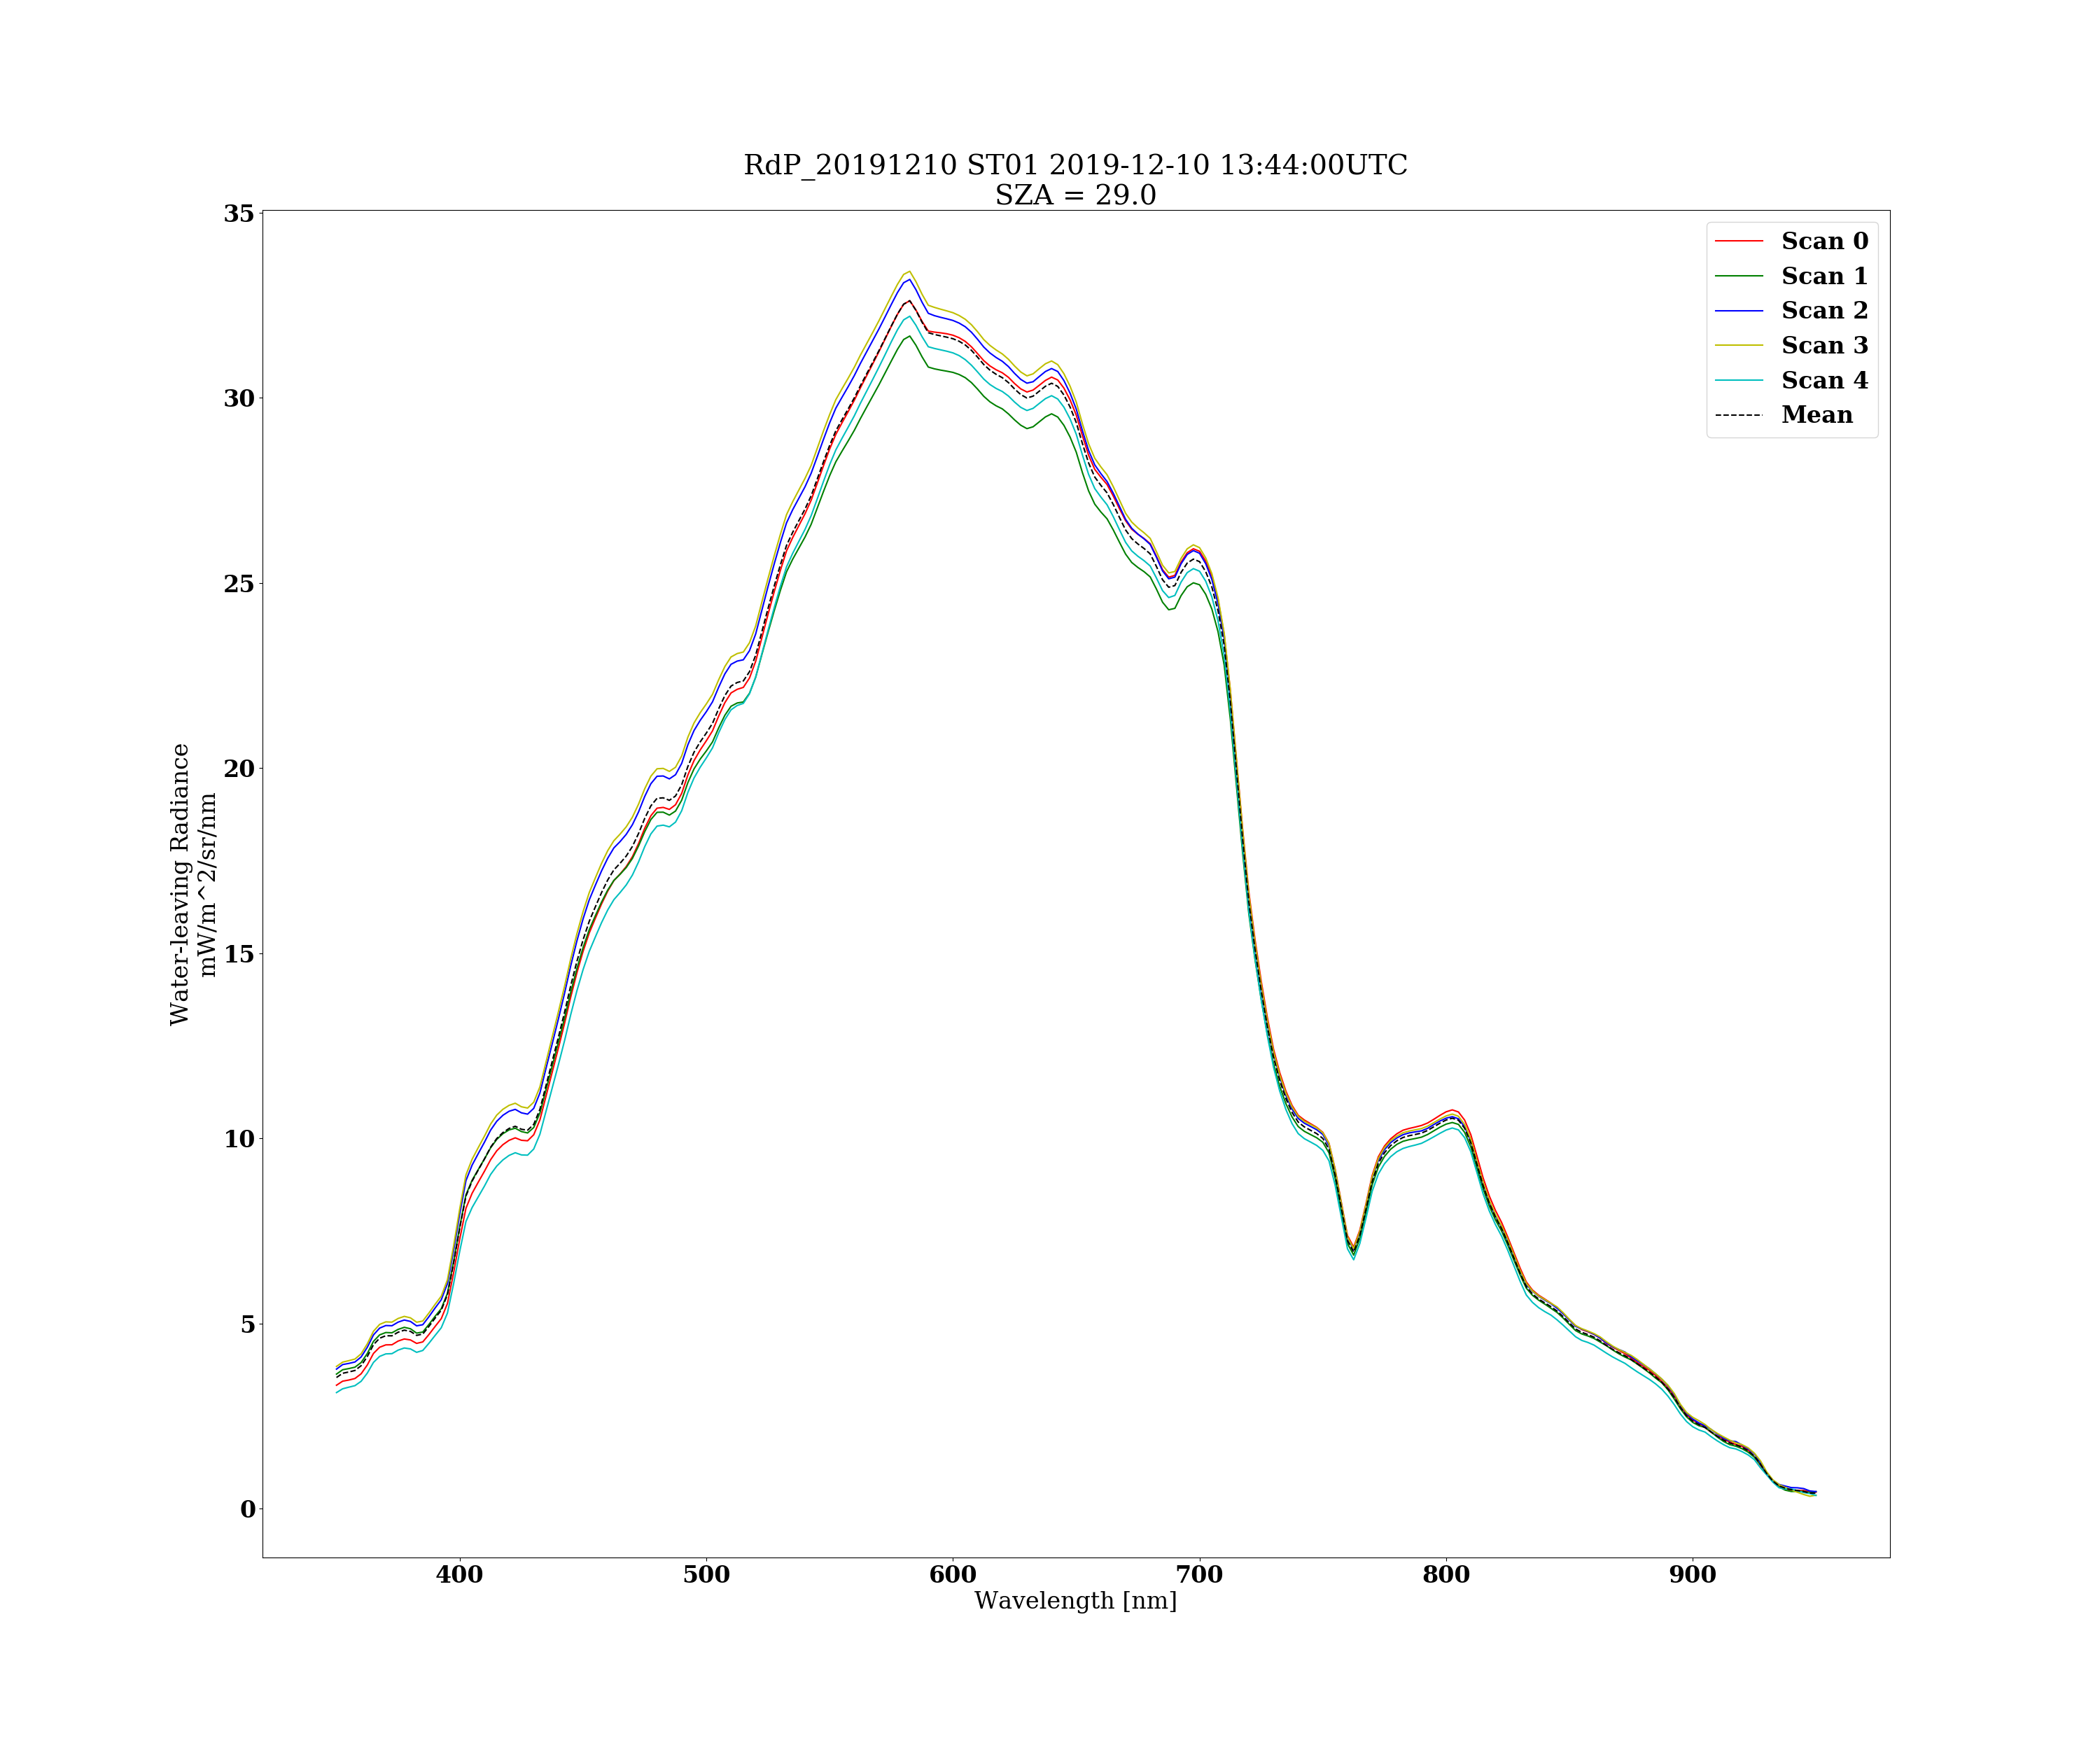 RdP_20191210 ST01 2019-12-10 13:44:00UTC
SZA = 29.0
35
30
25
20
15
10
5
0
Water-leaving Radiance
mW/m^2/sr/nm
Scan 0
Scan 1
Scan 2
Scan 3
Scan 4
Mean
400 500 600 700 800 900
Wavelength [nm]